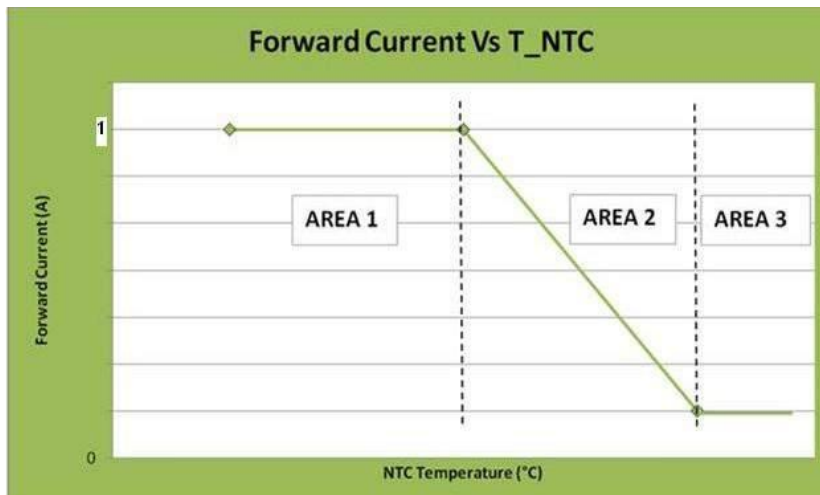 Forward Current Vs T_NTC
1
AREA 1
AREA 2
AREA 3
Forward Current (A)
0
NTC Temperature (°C)